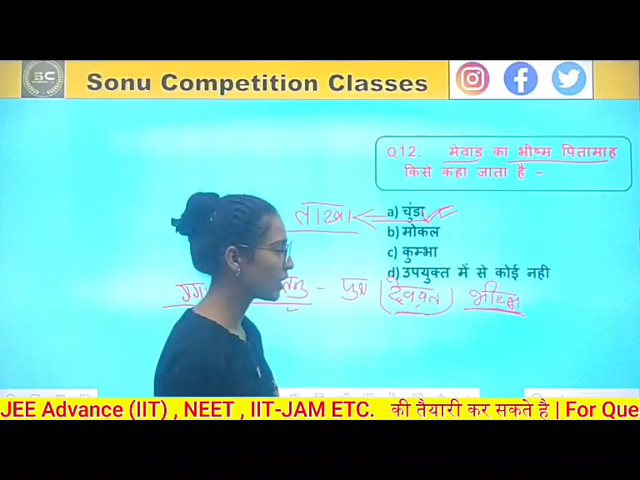 SC
Sonu Competition Classes
Q12. मेवाड़ का भीष्म पितामाह
किसे कहा जाता है -
लाखा
a) चुंडा
b) मोकल
c) कुम्भा
d) उपयुक्त में से कोई नही
- पुत्र (देवव्रत) भीष्म
JEE Advance (IIT) , NEET , IIT-JAM ETC. की तैयारी कर सकते है | For Que